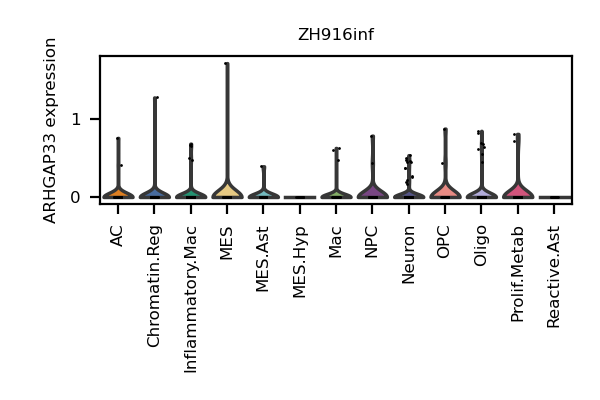 ZH916inf
ARHGAP33 expression
1
0
AC
Chromatin.Reg
Inflammatory.Mac
MES
MES.Ast
MES.Hyp
Mac
NPC
Neuron
OPC
Oligo
Prolif.Metab
Reactive.Ast